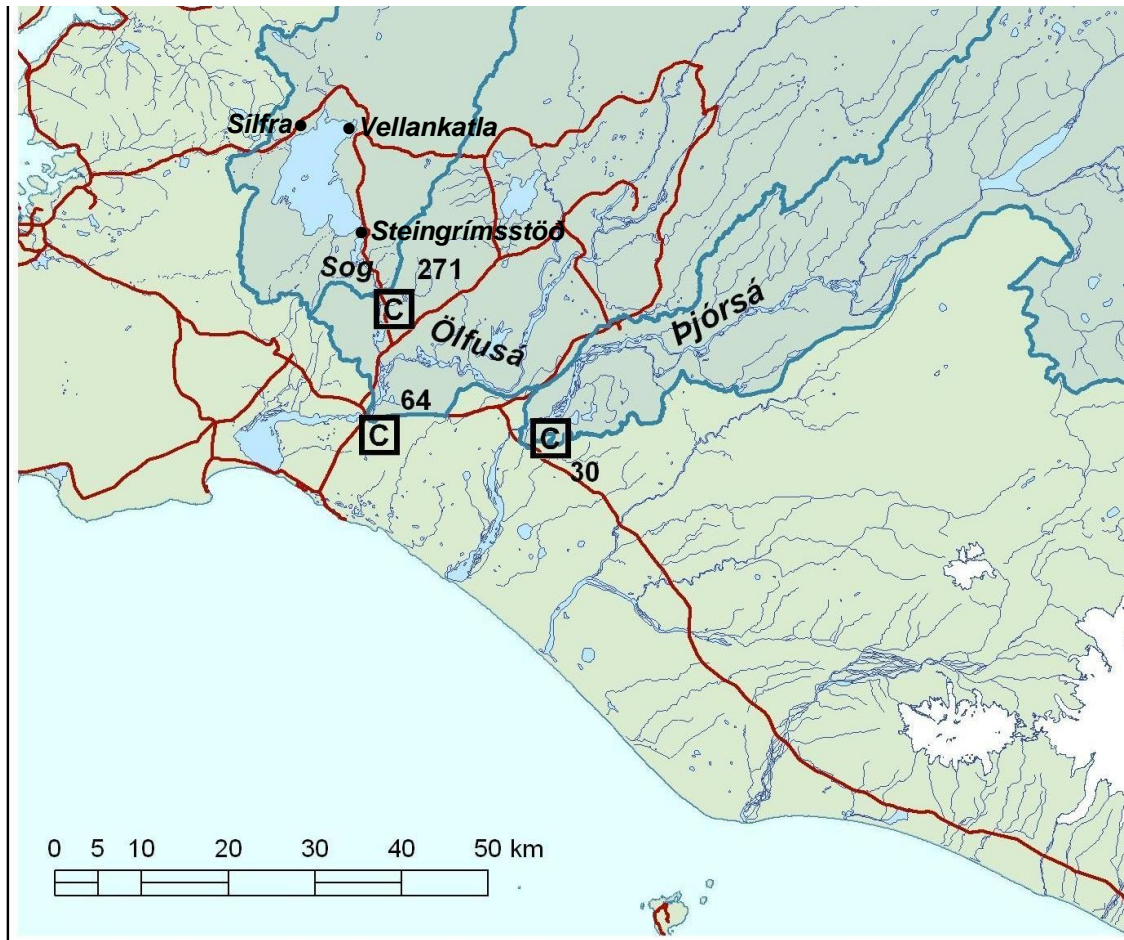 Silfra
Vellankatla
Steingrímsstöð
Sog
271
C
Ölfusá
Þjórsá
64
C
C
30
0 5 10 20 30 40 50 km